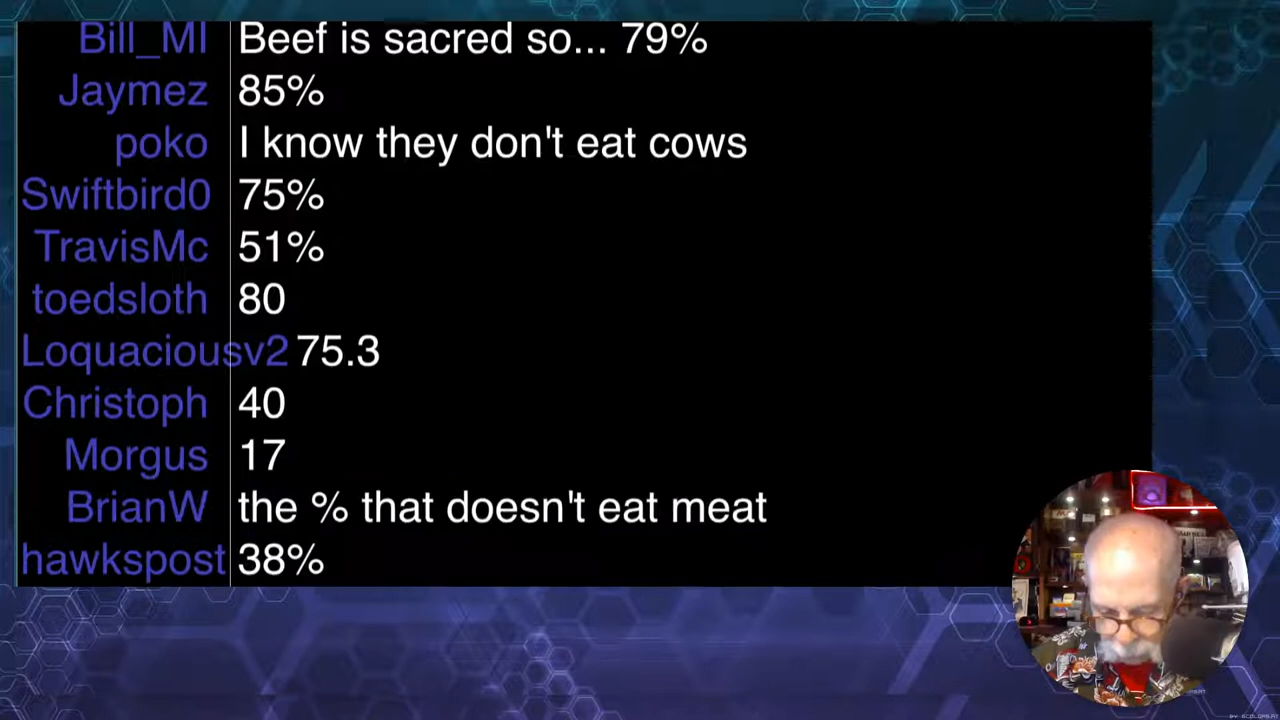 Bill_MI Beef is sacred so... 79%
Jaymez 85%
poko I know they don't eat cows
Swiftbird0 75%
TravisMc 51%
toedsloth 80
Loquaciousv2 75.3
Christoph 40
Morgus 17
BrianW the % that doesn't eat meat
hawkspost 38%